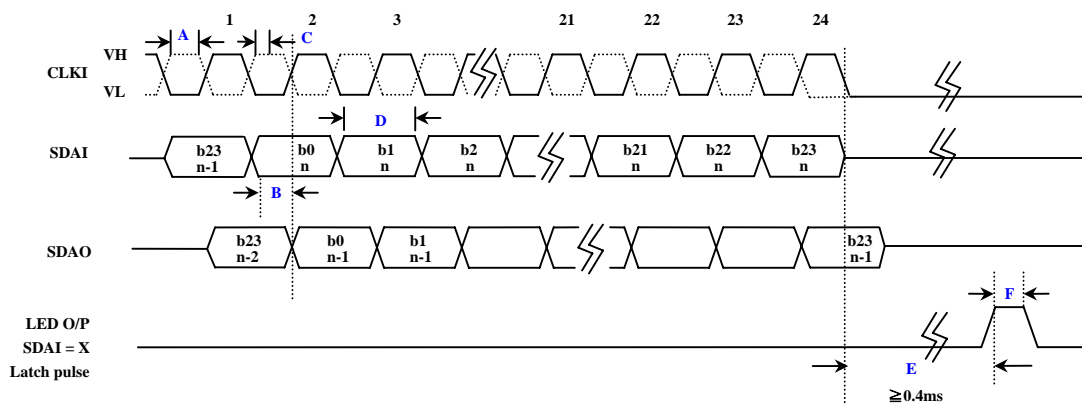 1 2 3 21 22 23 24
A C
VH
CLKI
VL
D
SDAI b23 n-1 b0 n b1 n b2 n b21 n b22 n b23 n
B
SDAO b23 n-2 b0 n-1 b1 n-1 b23 n-1
F
LED O/P
SDAI = X
Latch pulse
E
≧0.4ms